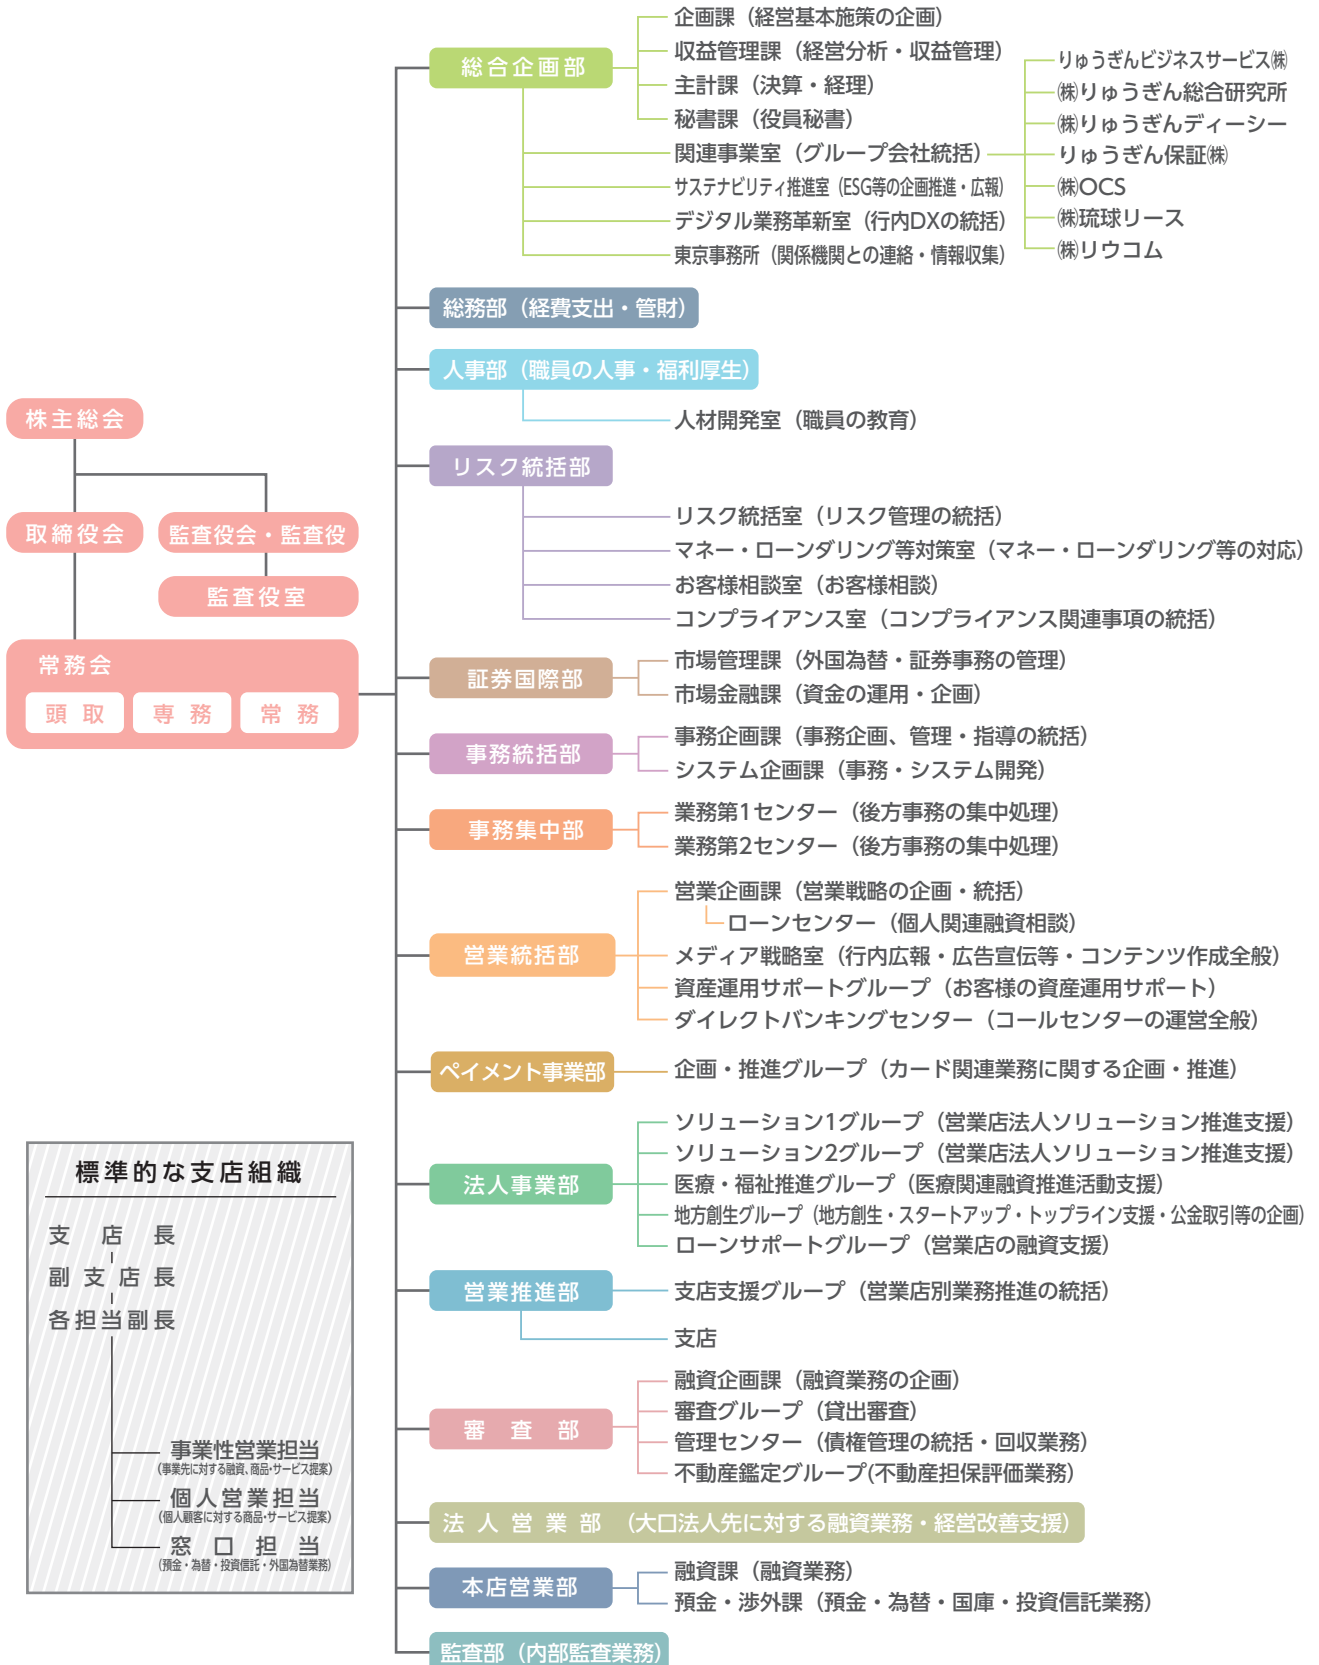 株主総会
取締役会
監査役会・監査役
監査役室
常務会
頭取
専務
常務
総合企画部
企画課（経営基本施策の企画）
収益管理課（経営分析・収益管理）
主計課（決算・経理）
秘書課（役員秘書）
関連事業室（グループ会社統括）
りゅうぎんビジネスサービス㈱
㈱りゅうぎん総合研究所
㈱りゅうぎんディーシー
りゅうぎん保証㈱
㈱OCS
㈱琉球リース
㈱リウコム
サステナビリティ推進室（ESG等の企画推進・広報）
デジタル業務革新室（行内DXの統括）
東京事務所（関係機関との連絡・情報収集）
総務部（経費支出・管財）
人事部（職員の人事・福利厚生）
人材開発室（職員の教育）
リスク統括部
リスク統括室（リスク管理の統括）
マネー・ローンダリング等対策室（マネー・ローンダリング等の対応）
お客様相談室（お客様相談）
コンプライアンス室（コンプライアンス関連事項の統括）
証券国際部
市場管理課（外国為替・証券事務の管理）
市場金融課（資金の運用・企画）
事務統括部
事務企画課（事務企画、管理・指導の統括）
システム企画課（事務・システム開発）
事務集中部
業務第1センター（後方事務の集中処理）
業務第2センター（後方事務の集中処理）
営業統括部
営業企画課（営業戦略の企画・統括）
ローンセンター（個人関連融資相談）
メディア戦略室（行内広報・広告宣伝等・コンテンツ作成全般）
資産運用サポートグループ（お客様の資産運用サポート）
ダイレクトバンキングセンター（コールセンターの運営全般）
ペイメント事業部
企画・推進グループ（カード関連業務に関する企画・推進）
法人事業部
ソリューション1グループ（営業店法人ソリューション推進支援）
ソリューション2グループ（営業店法人ソリューション推進支援）
医療・福祉推進グループ（医療関連融資推進活動支援）
地方創生グループ（地方創生・スタートアップ・トップライン支援・公金取引等の企画）
ローンサポートグループ（営業店の融資支援）
営業推進部
支店支援グループ（営業店別業務推進の統括）
支店
審査部
融資企画課（融資業務の企画）
審査グループ（貸出審査）
管理センター（債権管理の統括・回収業務）
不動産鑑定グループ(不動産担保評価業務)
法人営業部（大口法人先に対する融資業務・経営改善支援）
本店営業部
融資課（融資業務）
預金・渉外課（預金・為替・国庫・投資信託業務）
監査部（内部監査業務）
標準的な支店組織
支店長
副支店長
各担当副長
事業性営業担当
(事業先に対する融資、商品・サービス提案)
個人営業担当
(個人顧客に対する商品・サービス提案)
窓口担当
(預金・為替・投資信託・外国為替業務)